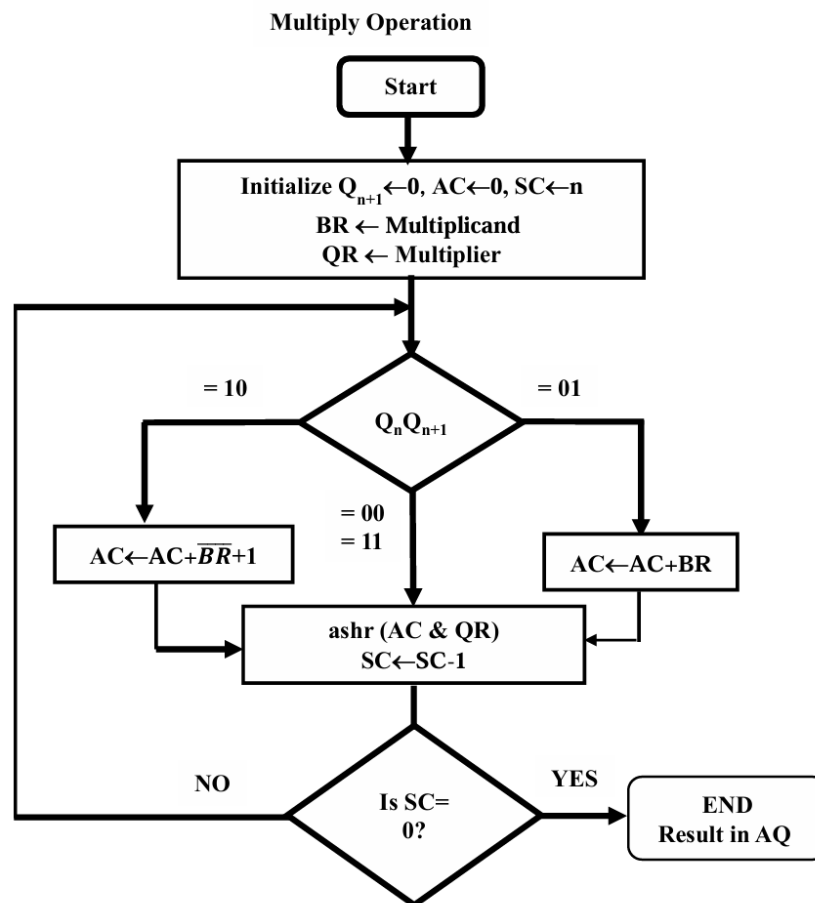 Multiply Operation
Start
Initialize Qₙ₊₁←0, AC←0, SC←n
BR ← Multiplicand
QR ← Multiplier
= 10
= 01
QₙQₙ₊₁
= 00
= 11
AC←AC+B̅R̅+1
AC←AC+BR
ashr (AC & QR)
SC←SC-1
NO
YES
Is SC=
0?
END
Result in AQ